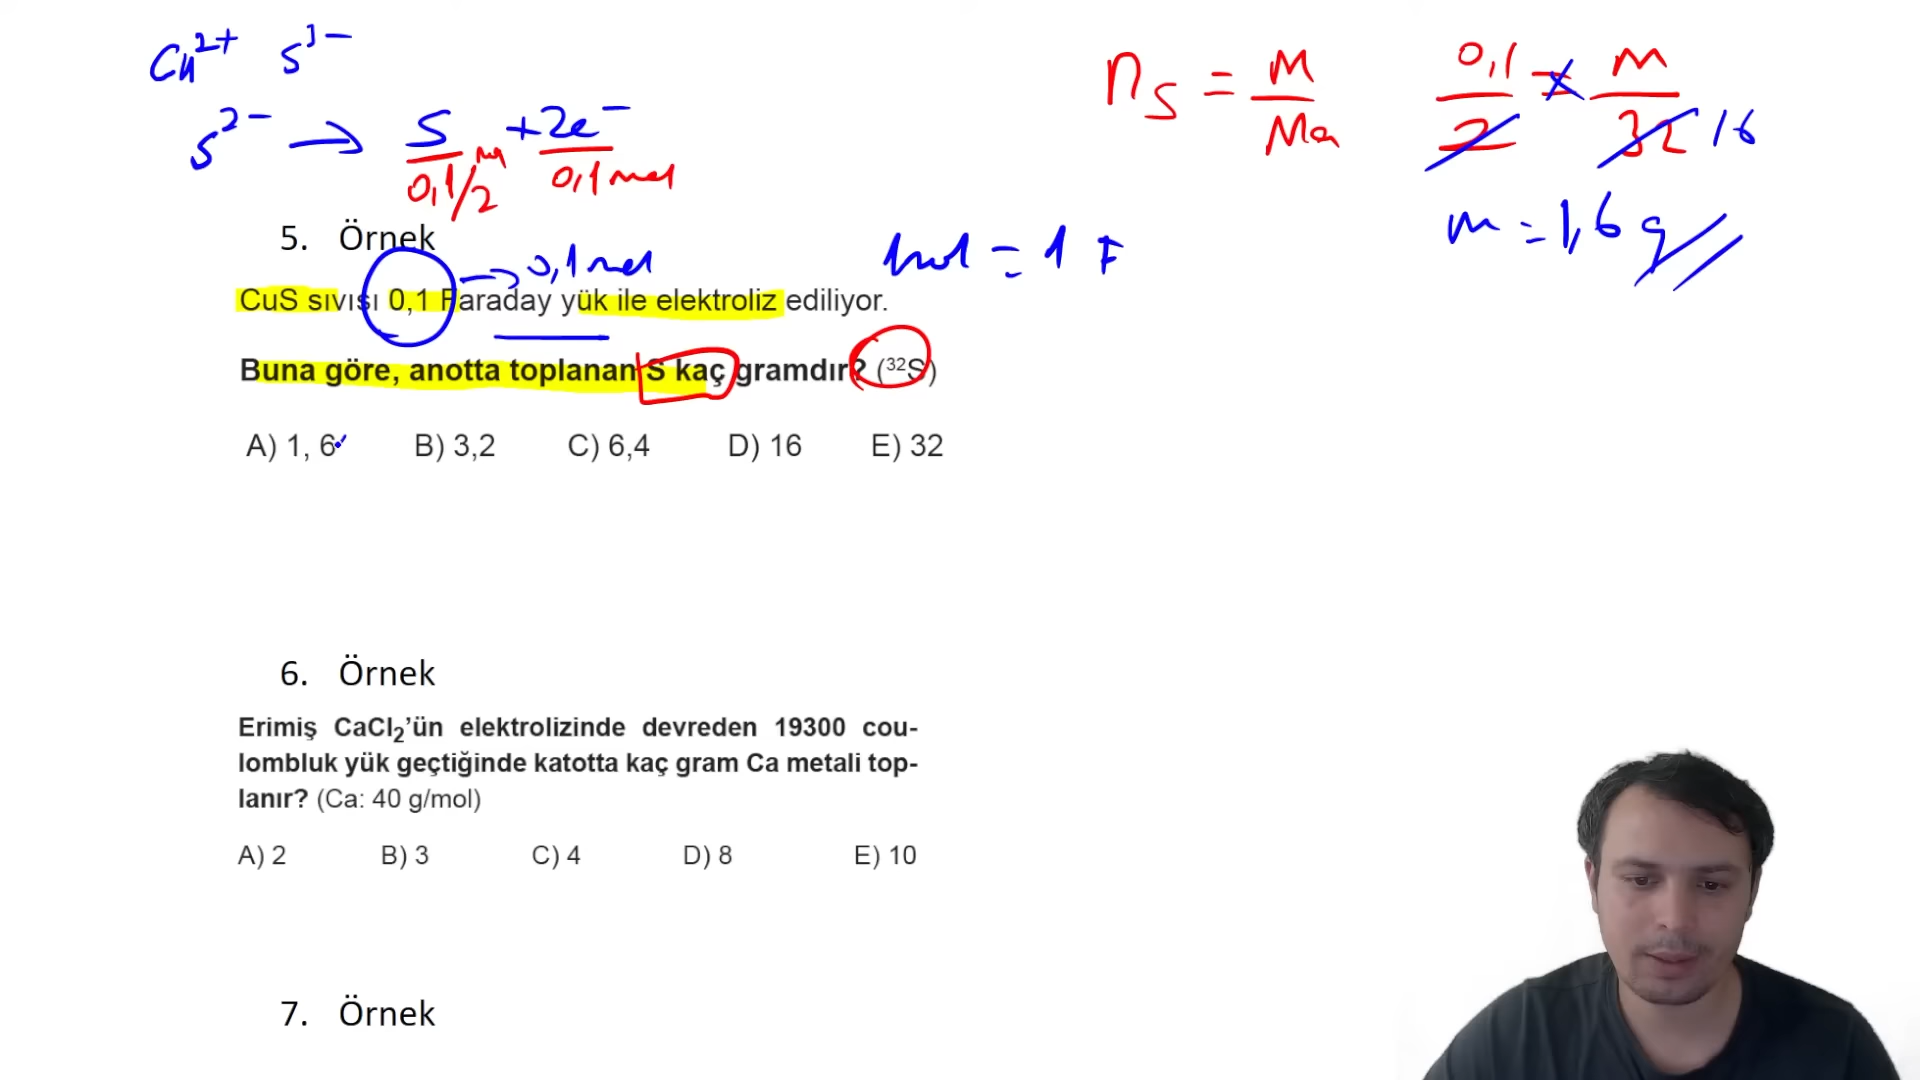 Cu²⁺ S²⁻
S²⁻ → S + 2e⁻
0,1/2 0,1 mol
5. Örnek
→ 0,1 mol
1 mol = 1 F
CuS sıvısı 0,1 Faraday yük ile elektroliz ediliyor.
Buna göre, anotta toplanan S kaç gramdır? (³²S)
A) 1, 6 B) 3,2 C) 6,4 D) 16 E) 32
n_S = m/Ma
0,1/2 = m/32 16
m = 1,6 g
6. Örnek
Erimiş CaCl₂'ün elektrolizinde devreden 19300 cou-
lombluk yük geçtiğinde katotta kaç gram Ca metali top-
lanır? (Ca: 40 g/mol)
A) 2 B) 3 C) 4 D) 8 E) 10
7. Örnek